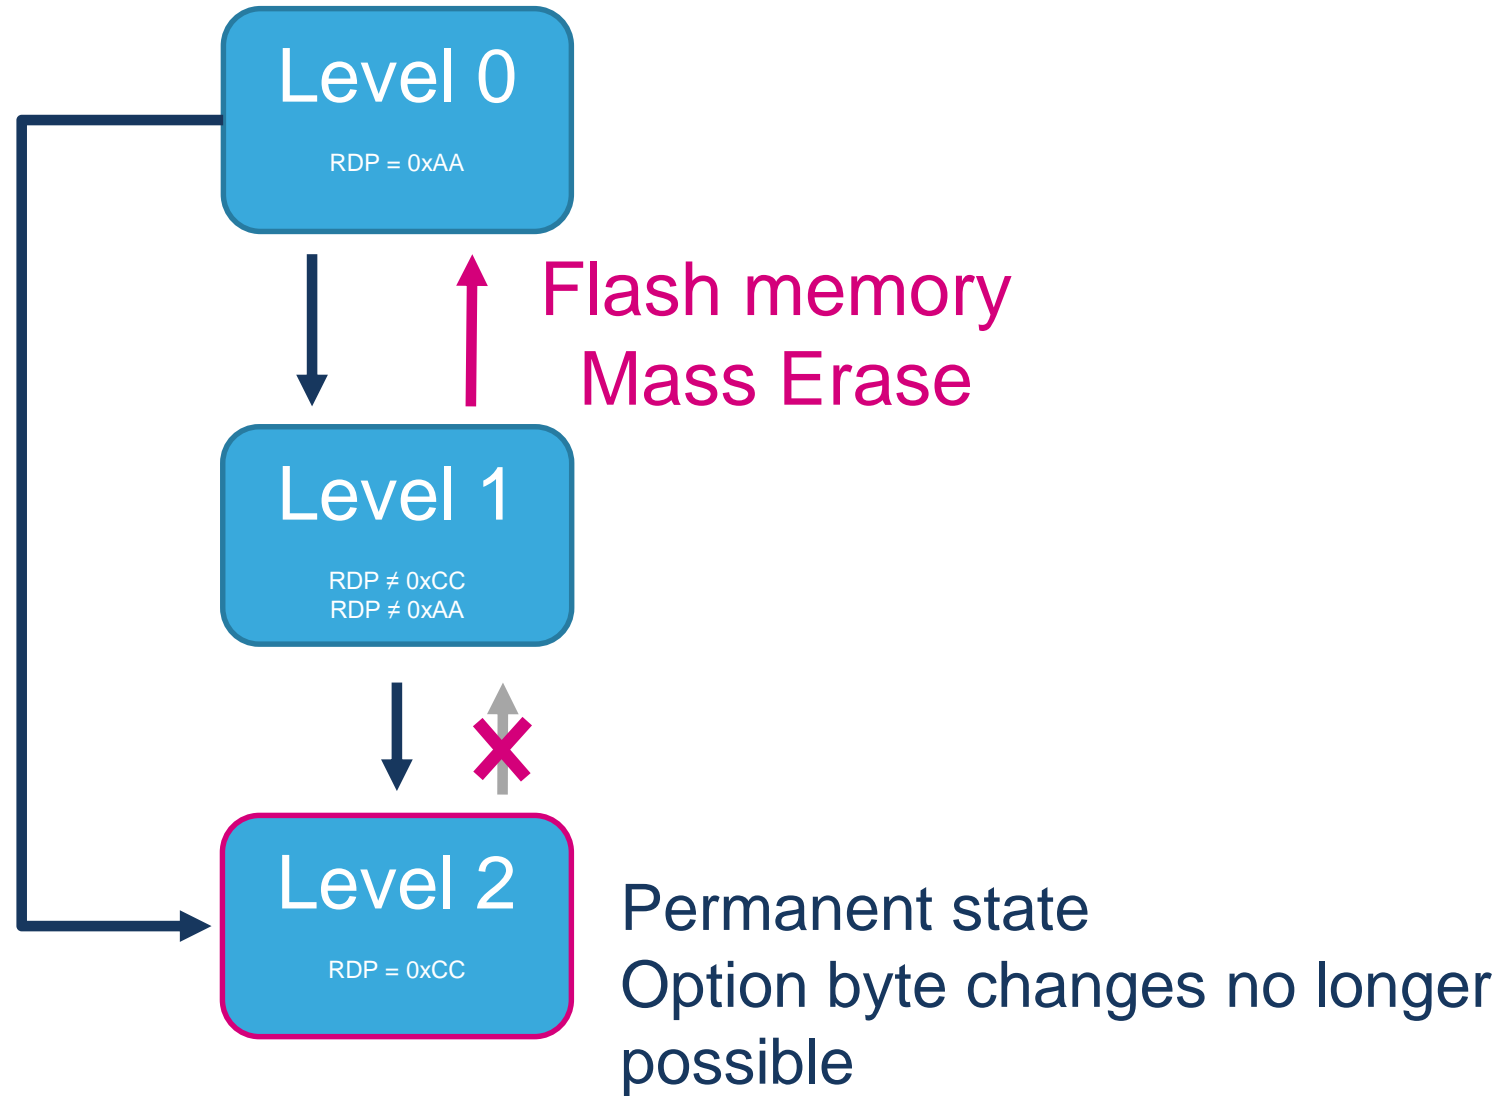 Level 0
RDP = 0xAA
Flash memory
Mass Erase
Level 1
RDP ≠ 0xCC
RDP ≠ 0xAA
Level 2
RDP = 0xCC
Permanent state
Option byte changes no longer
possible